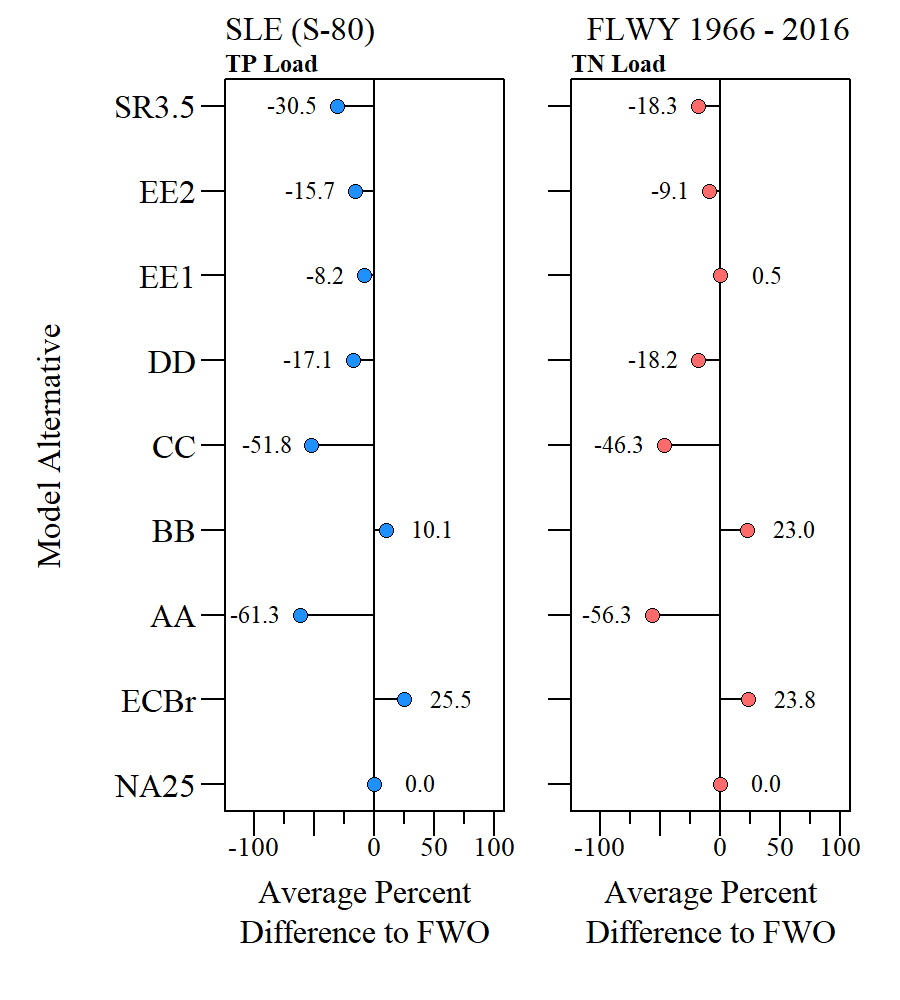 SLE (S-80) FLWY 1966 - 2016
TP Load TN Load
SR3.5 -30.5 -18.3
EE2 -15.7 -9.1
EE1 -8.2 0.5
DD -17.1 -18.2
CC -51.8 -46.3
BB 10.1 23.0
AA -61.3 -56.3
ECBr 25.5 23.8
NA25 0.0 0.0
Model Alternative
-100 0 50 100 -100 0 50 100
Average Percent Average Percent
Difference to FWO Difference to FWO